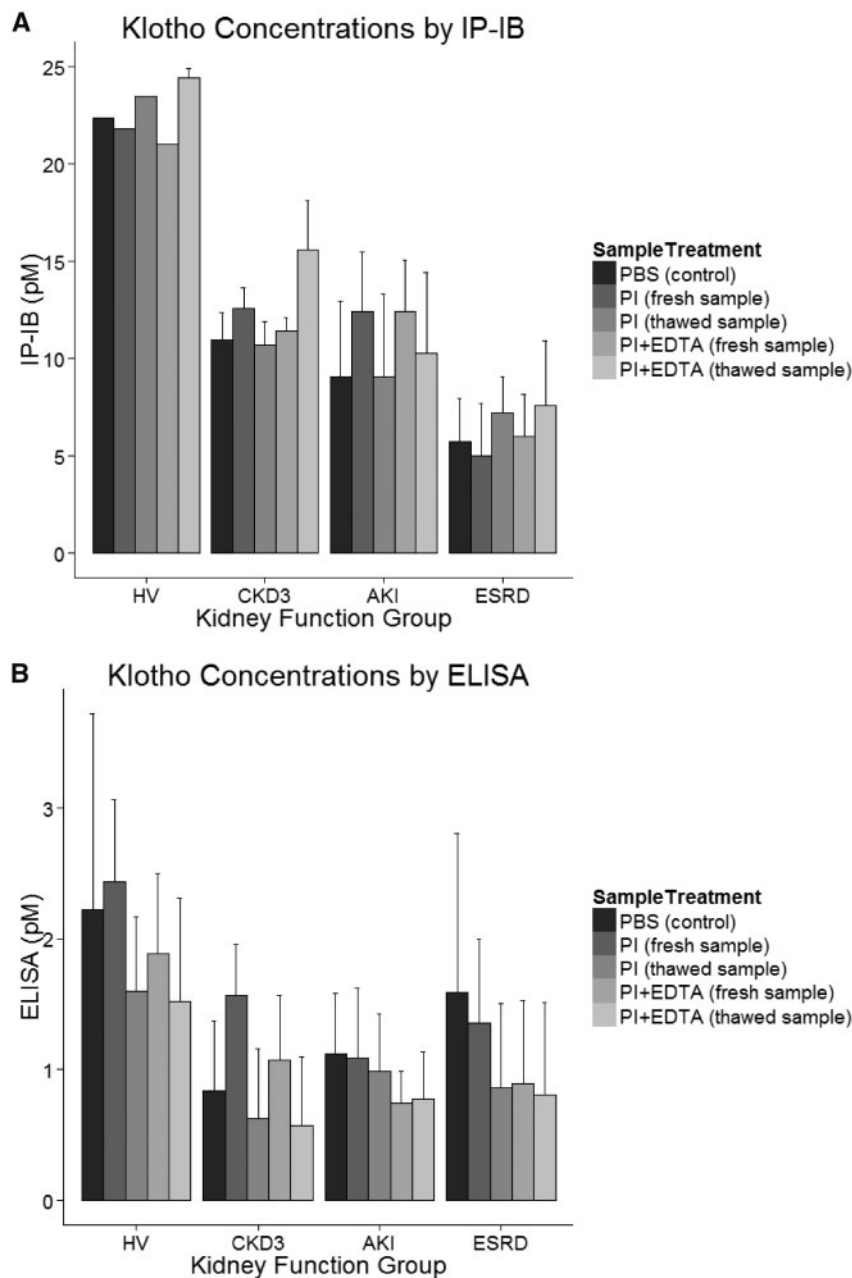 A
Klotho Concentrations by IP-IB
25
20
15
10
5
0
IP-IB (pM)
HV CKD3 AKI ESRD
Kidney Function Group
SampleTreatment
PBS (control)
PI (fresh sample)
PI (thawed sample)
PI+EDTA (fresh sample)
PI+EDTA (thawed sample)
B
Klotho Concentrations by ELISA
3
2
1
0
ELISA (pM)
HV CKD3 AKI ESRD
Kidney Function Group
SampleTreatment
PBS (control)
PI (fresh sample)
PI (thawed sample)
PI+EDTA (fresh sample)
PI+EDTA (thawed sample)